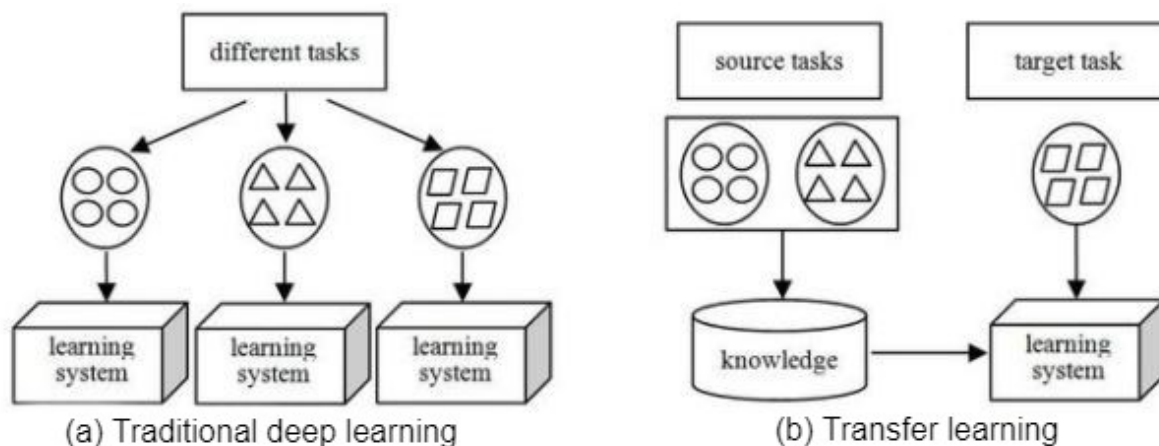 different tasks
learning
system
learning
system
learning
system
(a) Traditional deep learning
source tasks
target task
knowledge
learning
system
(b) Transfer learning